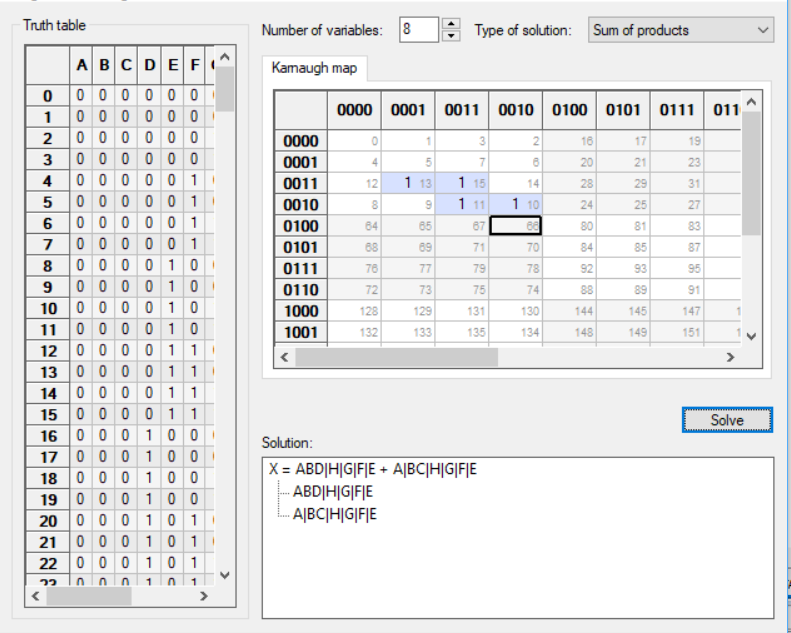 Truth table
A B C D E F
0 0 0 0 0 0 0
1 0 0 0 0 0 0
2 0 0 0 0 0 0
3 0 0 0 0 0 0
4 0 0 0 0 0 1
5 0 0 0 0 0 1
6 0 0 0 0 0 1
7 0 0 0 0 0 1
8 0 0 0 0 1 0
9 0 0 0 0 1 0
10 0 0 0 0 1 0
11 0 0 0 0 1 0
12 0 0 0 0 1 1
13 0 0 0 0 1 1
14 0 0 0 0 1 1
15 0 0 0 0 1 1
16 0 0 0 1 0 0
17 0 0 0 1 0 0
18 0 0 0 1 0 0
19 0 0 0 1 0 0
20 0 0 0 1 0 1
21 0 0 0 1 0 1
22 0 0 0 1 0 1
23 0 0 0 1 0 1
Number of variables: 8 Type of solution: Sum of products
Karnaugh map
0000 0001 0011 0010 0100 0101 0111 011
0000 0 1 3 2 16 17 19
0001 4 5 7 6 20 21 23
0011 12 1 13 1 15 14 28 29 31
0010 8 9 1 11 1 10 24 25 27
0100 64 65 67 66 80 81 83
0101 68 69 71 70 84 85 87
0111 76 77 79 78 92 93 95
0110 72 73 75 74 88 89 91
1000 128 129 131 130 144 145 147 1
1001 132 133 135 134 148 149 151 1
Solve
Solution:
X = ABD|H|G|F|E + A|BC|H|G|F|E
ABD|H|G|F|E
A|BC|H|G|F|E